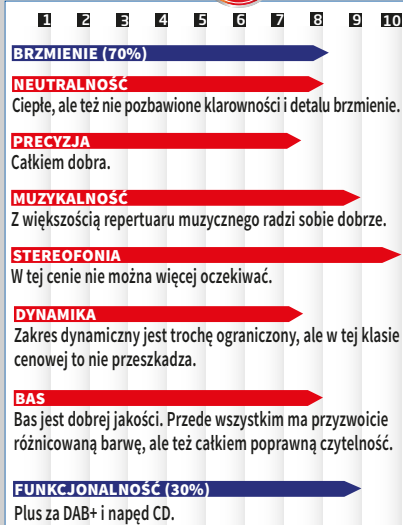 1 2 3 4 5 6 7 8 9 10
BRZMIENIE (70%)
NEUTRALNOŚĆ
Ciepłe, ale też nie pozbawione klarowności i detalu brzmienie.
PRECYZJA
Całkiem dobra.
MUZYKALNOŚĆ
Z większością repertuaru muzycznego radzi sobie dobrze.
STEREOFONIA
W tej cenie nie można więcej oczekiwać.
DYNAMIKA
Zakres dynamiczny jest trochę ograniczony, ale w tej klasie
cenowej to nie przeszkadza.
BAS
Bas jest dobrej jakości. Przede wszystkim ma przyzwoicie
różnicowaną barwę, ale też całkiem poprawną czytelność.
FUNKCJONALNOŚĆ (30%)
Plus za DAB+ i napęd CD.